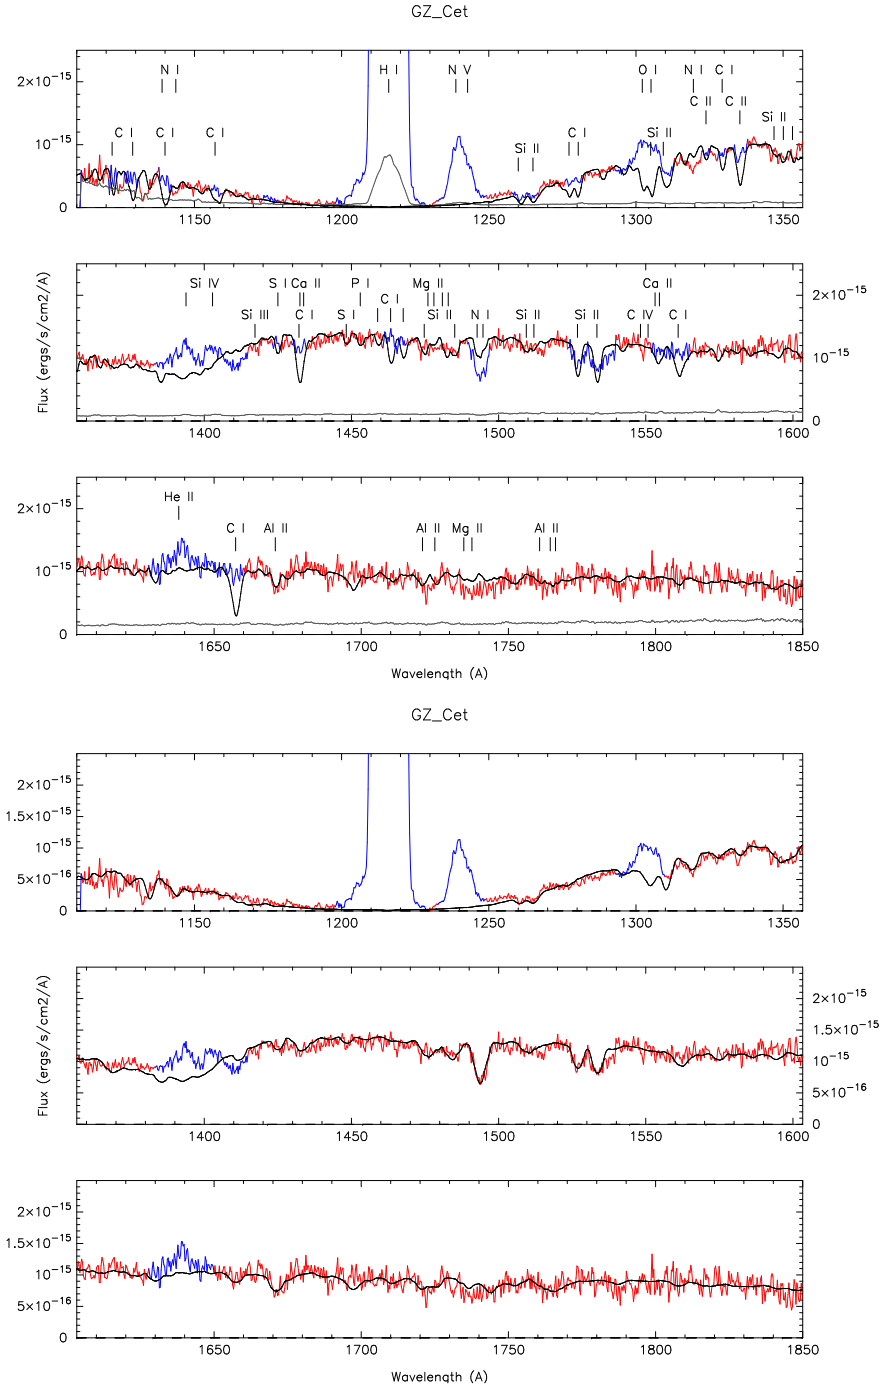 GZ_Cet
2×10⁻¹⁵
N I H I N V O I N I C I
C II C II
Si II
C I C I C I Si II C I Si II
10⁻¹⁵
0
1150 1200 1250 1300 1350
Si IV S I Ca II P I Mg II Ca II
2×10⁻¹⁵
C I
Si III C I S I Si II N I Si II Si II C IV C I
10⁻¹⁵
Flux (ergs/s/cm2/A)
0
1400 1450 1500 1550 1600
He II
2×10⁻¹⁵
C I Al II Al II Mg II Al II
10⁻¹⁵
0
1650 1700 1750 1800 1850
Wavelength (A)
GZ_Cet
2×10⁻¹⁵
1.5×10⁻¹⁵
10⁻¹⁵
5×10⁻¹⁶
0
1150 1200 1250 1300 1350
2×10⁻¹⁵
1.5×10⁻¹⁵
10⁻¹⁵
5×10⁻¹⁶
0
Flux (ergs/s/cm2/A)
1400 1450 1500 1550 1600
2×10⁻¹⁵
1.5×10⁻¹⁵
10⁻¹⁵
5×10⁻¹⁶
0
1650 1700 1750 1800 1850
Wavelength (A)